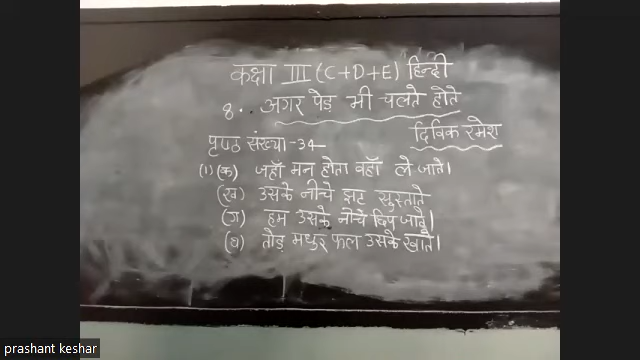 कक्षा III (C+D+E) हिन्दी
8. अगर पेड़ भी चलते होते
दिविक रमेश
पृष्ठ संख्या -34
(1) (क) जहाँ मन होता वहाँ ले जाते।
(ख) उसके नीचे झट सुस्ताते
(ग) हम उसके नीचे छिप जाते।
(घ) तोड़ मधुर फल उसके खाते।
prashant keshar